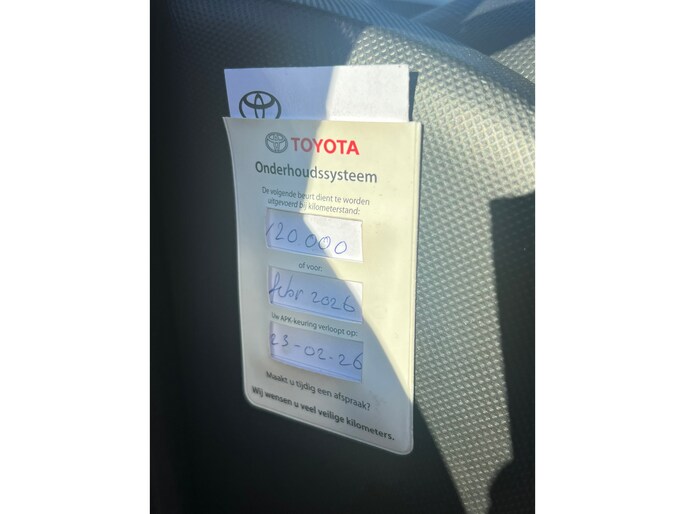 TOYOTA
Onderhoudssysteem
De volgende beurt dient te worden
uitgevoerd bij kilometerstand:
120 000
of voor:
febr 2026
Uw APK-keuring verloopt op:
23-02-26
Maakt u tijdig een afspraak?
Wij wensen u veel veilige kilometers.